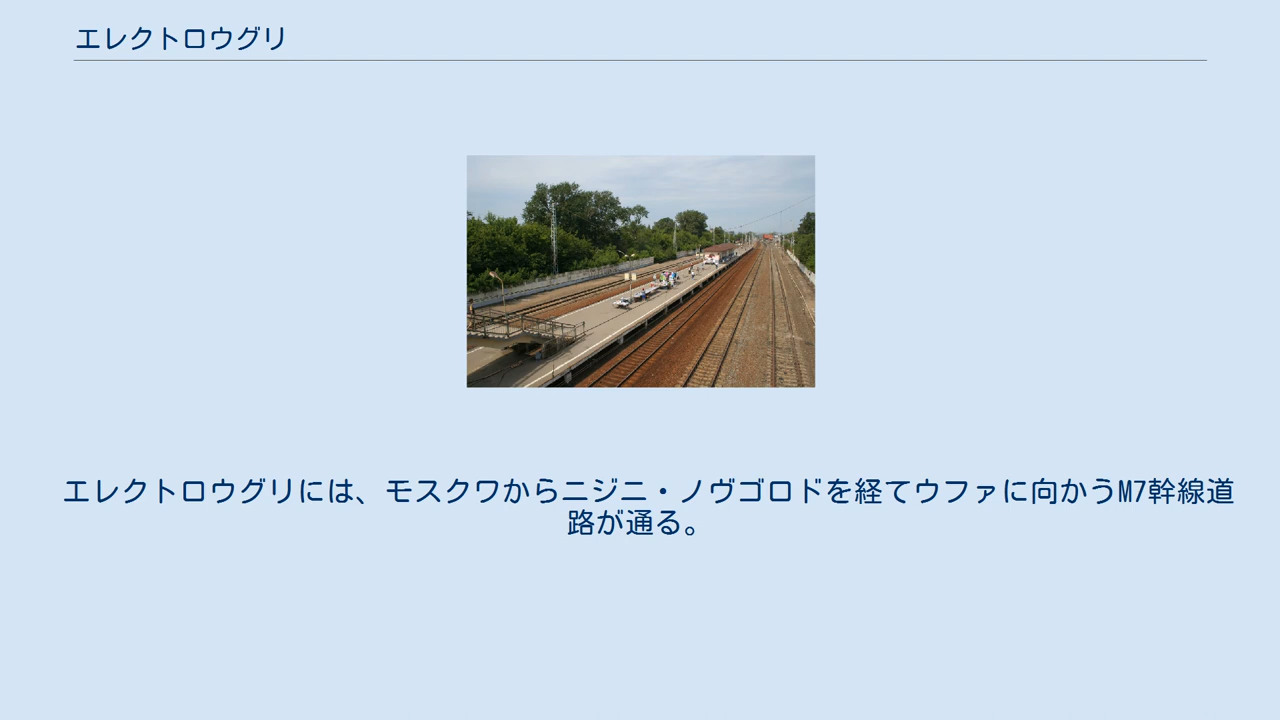 エレクトロウグリ
エレクトロウグリには、モスクワからニジニ・ノヴゴロドを経てウファに向かうM7幹線道
路が通る。